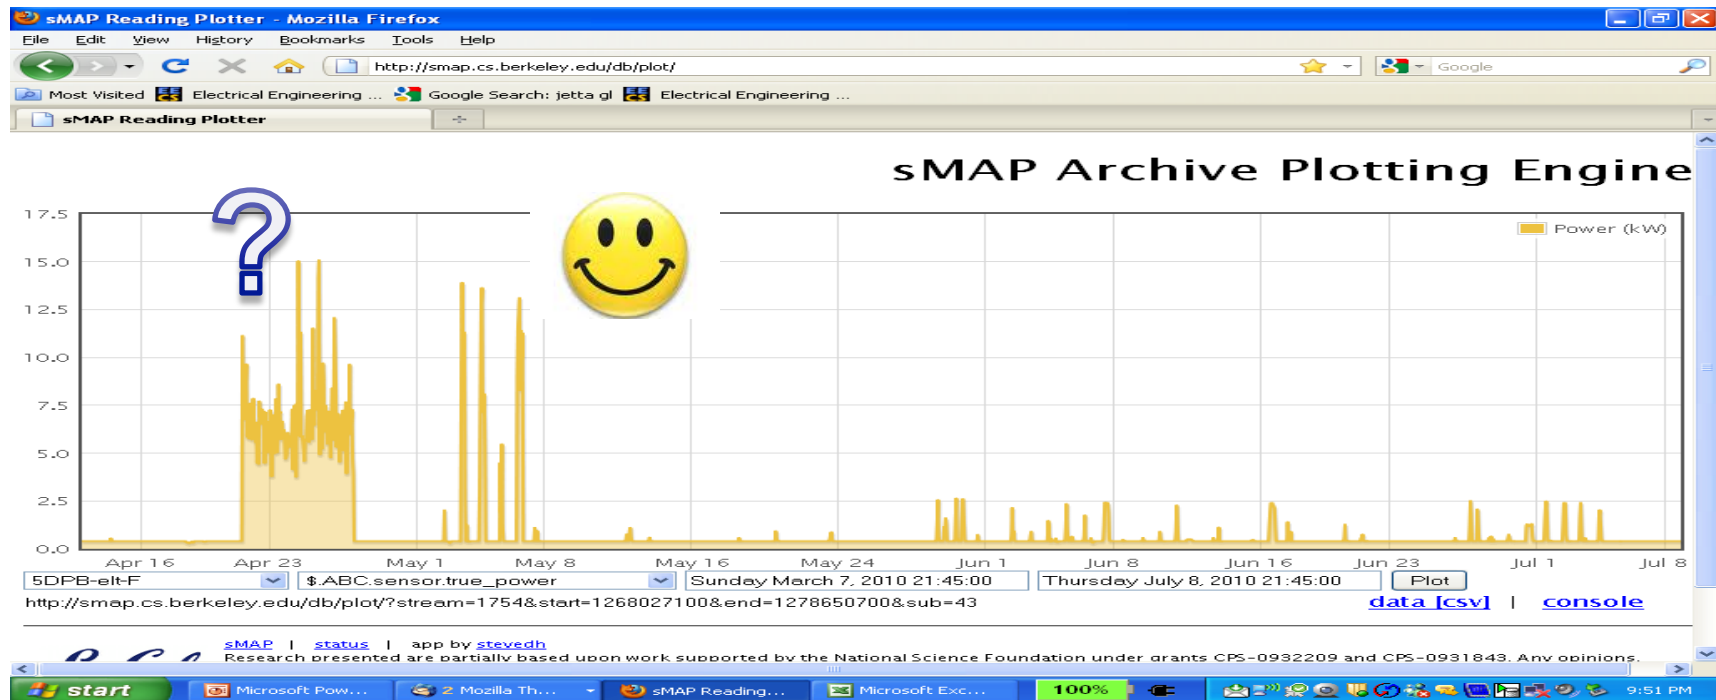 sMAP Reading Plotter - Mozilla Firefox
File Edit View History Bookmarks Tools Help
http://smap.cs.berkeley.edu/db/plot/
Google
Most Visited Electrical Engineering ... Google Search: jetta gl Electrical Engineering ...
sMAP Reading Plotter
sMAP Archive Plotting Engine
?
17.5
Power (kW)
15.0
12.5
10.0
7.5
5.0
2.5
0.0
Apr 16 Apr 23 May 1 May 8 May 16 May 24 Jun 1 Jun 8 Jun 16 Jun 23 Jul 1 Jul 8
5DPB-elt-F $.ABC.sensor.true_power Sunday March 7, 2010 21:45:00 Thursday July 8, 2010 21:45:00 Plot
http://smap.cs.berkeley.edu/db/plot/?stream=1754&start=1268027100&end=1278650700&sub=43
data [csv] | console
sMAP | status | app by stevedh
Research presented are partially based upon work supported by the National Science Foundation under grants CPS-0932209 and CPS-0931843. Any opinions,
start Microsoft Pow... 2 Mozilla Th... sMAP Reading... Microsoft Exc... 100% 9:51 PM